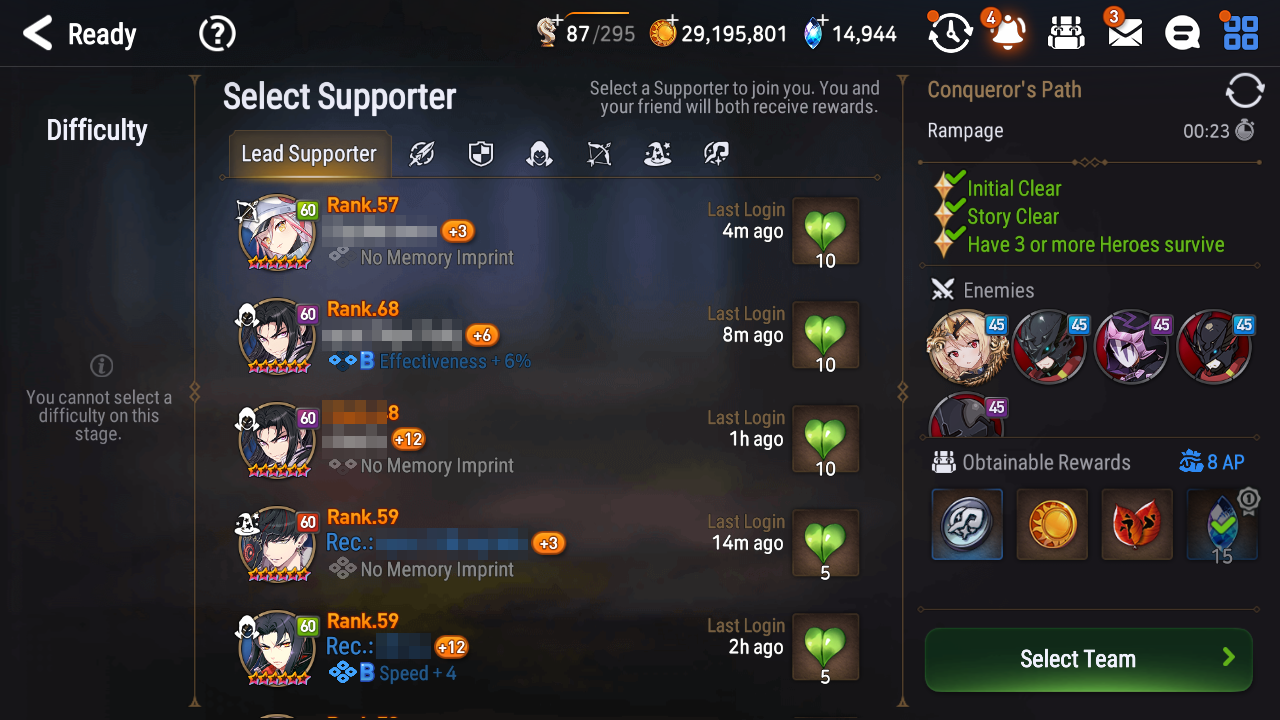 Ready
?
87/295
29,195,801
14,944
4
3
Difficulty
You cannot select a
difficulty on this
stage.
Select Supporter
Select a Supporter to join you. You and
your friend will both receive rewards.
Lead Supporter
60
Rank.57
+3
No Memory Imprint
Last Login
4m ago
10
60
Rank.68
+6
B Effectiveness + 6%
Last Login
8m ago
10
60
8
+12
No Memory Imprint
Last Login
1h ago
10
60
Rank.59
Rec.:
+3
No Memory Imprint
Last Login
14m ago
5
60
Rank.59
Rec.:
+12
B Speed + 4
Last Login
2h ago
5
Conqueror's Path
Rampage
00:23
Initial Clear
Story Clear
Have 3 or more Heroes survive
Enemies
45
45
45
45
45
Obtainable Rewards
8 AP
1
15
Select Team